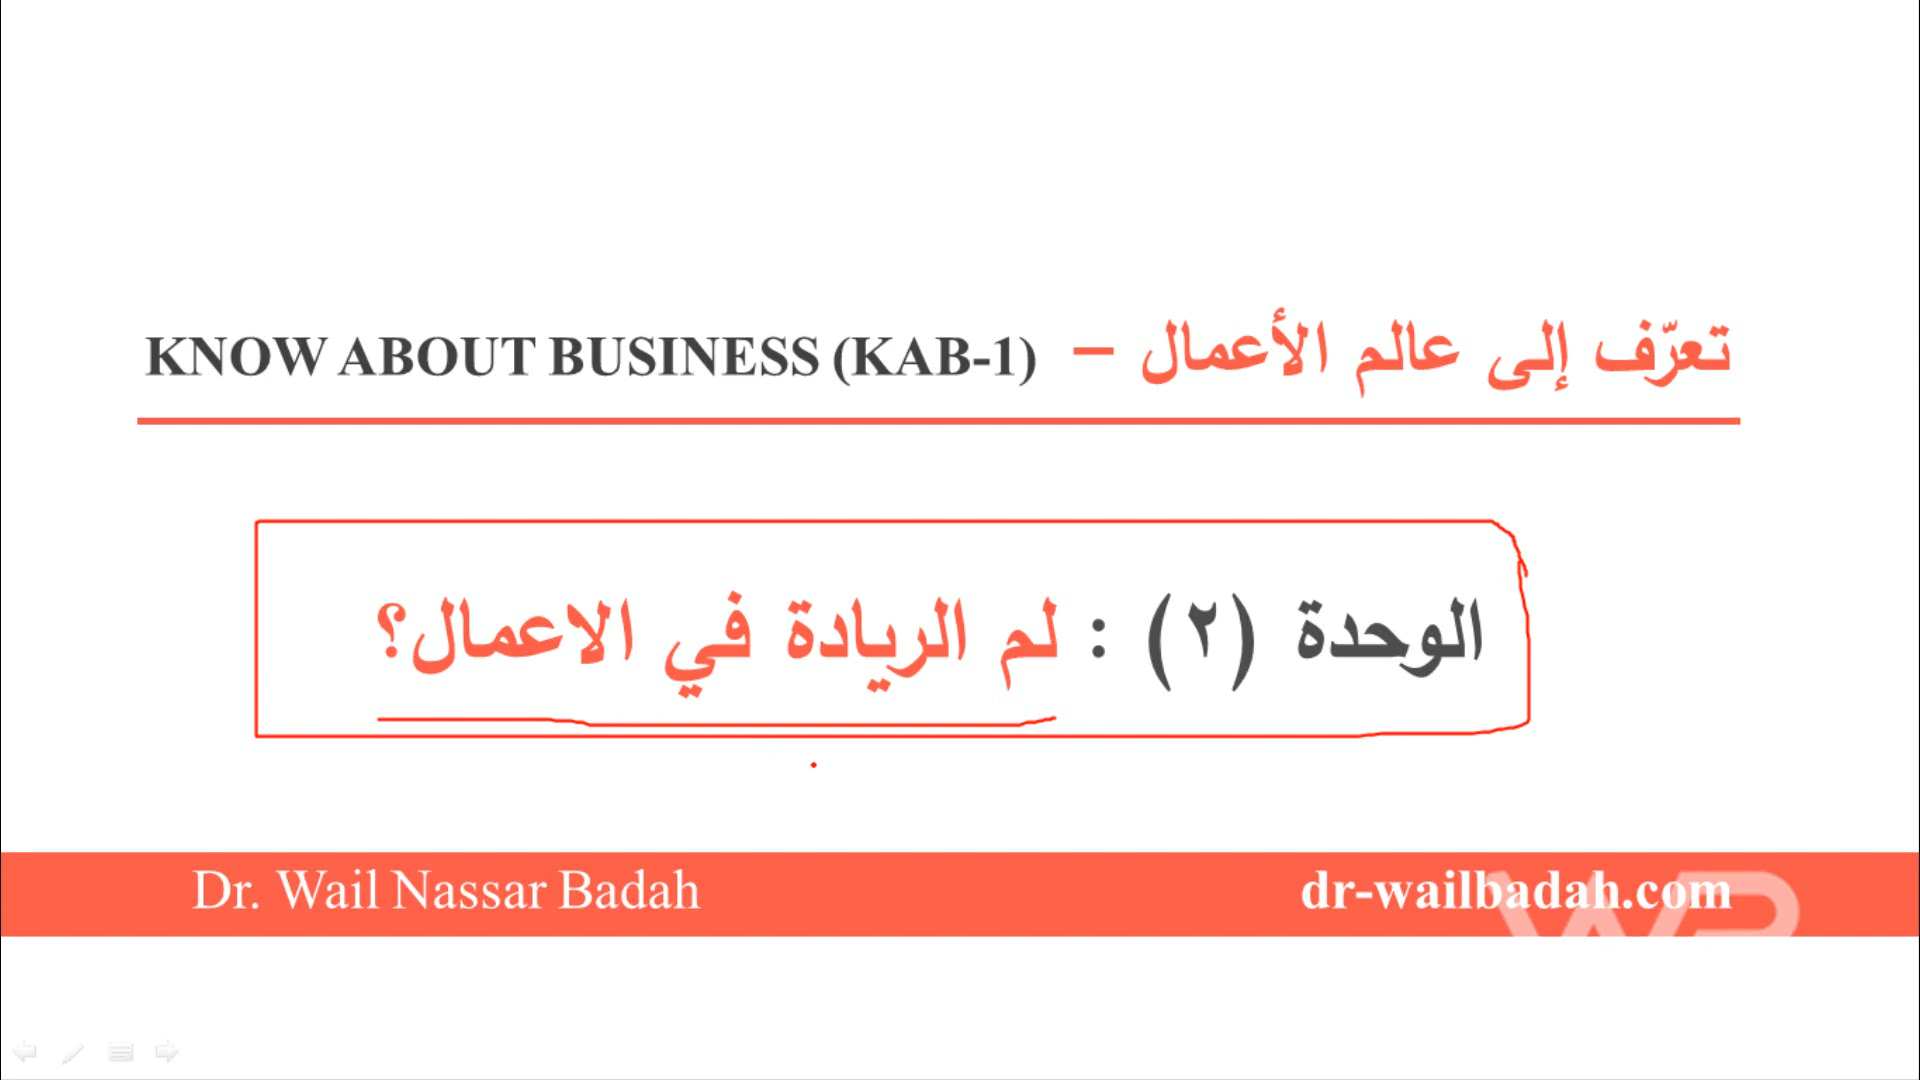 تعرّف إلى عالم الأعمال – KNOW ABOUT BUSINESS (KAB-1)
الوحدة (٢) : لم الريادة في الاعمال؟
Dr. Wail Nassar Badah
dr-wailbadah.com